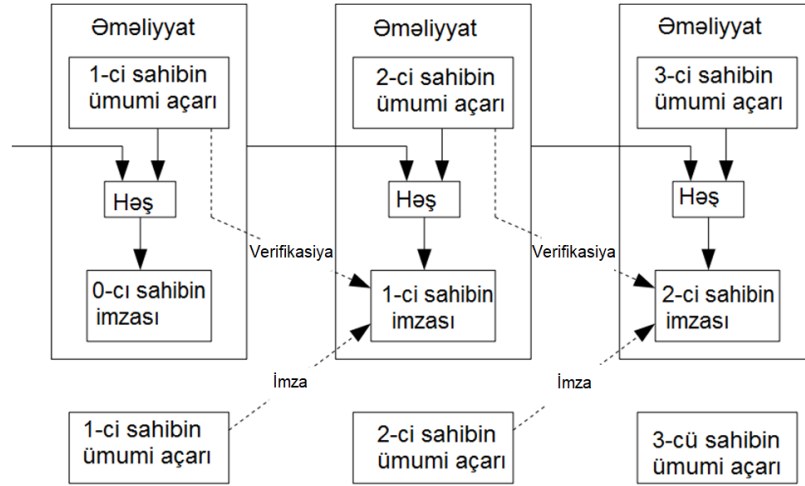 Əməliyyat
1-ci sahibin
ümumi açarı
Həş
0-cı sahibin
imzası
Əməliyyat
2-ci sahibin
ümumi açarı
Həş
1-ci sahibin
imzası
Əməliyyat
3-ci sahibin
ümumi açarı
Həş
2-ci sahibin
imzası
Verifikasiya
Verifikasiya
İmza
İmza
1-ci sahibin
ümumi açarı
2-ci sahibin
ümumi açarı
3-cü sahibin
ümumi açarı